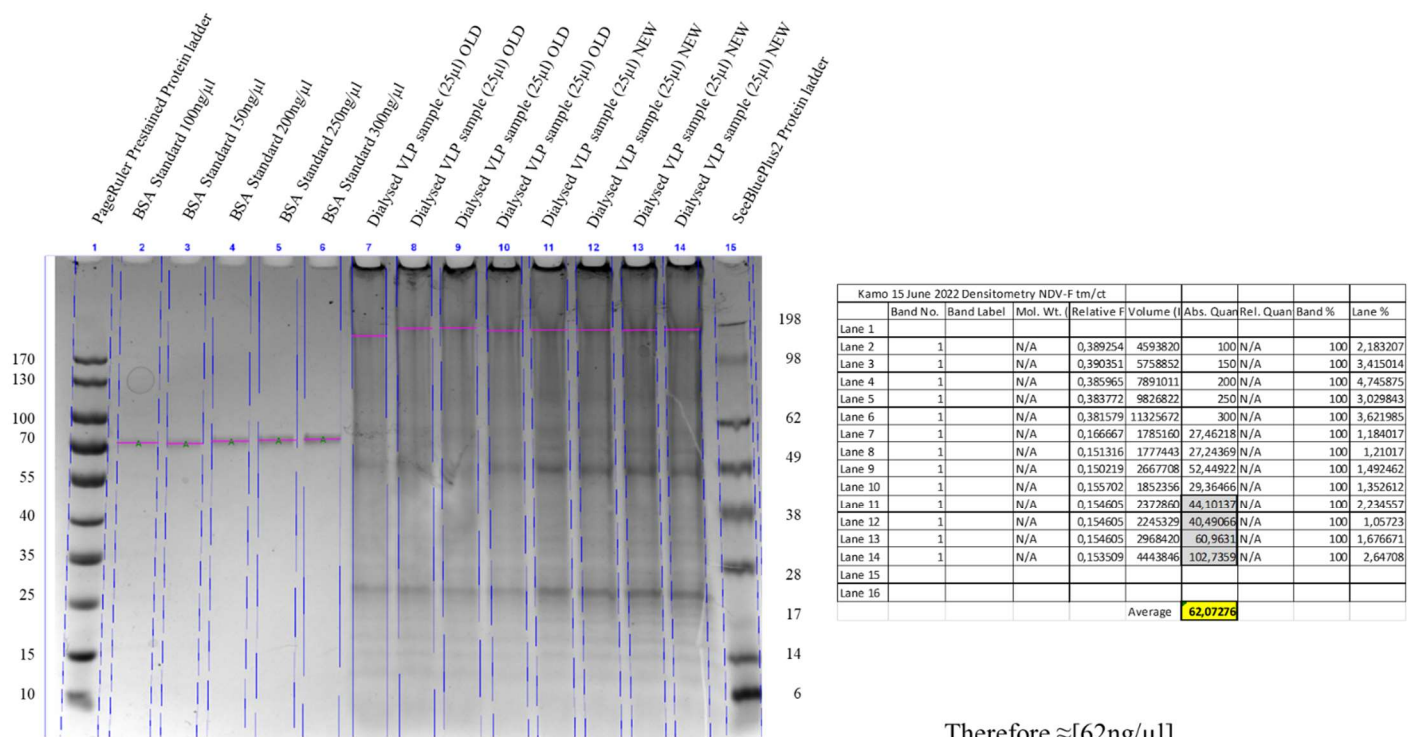 PageRuler Prestained Protein ladder
BSA Standard 100ng/µl
BSA Standard 150ng/µl
BSA Standard 200ng/µl
BSA Standard 250ng/µl
BSA Standard 300ng/µl
Dialysed VLP sample (25µl) OLD
Dialysed VLP sample (25µl) OLD
Dialysed VLP sample (25µl) OLD
Dialysed VLP sample (25µl) OLD
Dialysed VLP sample (25µl) NEW
Dialysed VLP sample (25µl) NEW
Dialysed VLP sample (25µl) NEW
Dialysed VLP sample (25µl) NEW
SeeBluePlus2 Protein ladder
1 2 3 4 5 6 7 8 9 10 11 12 13 14 15
170
130
100
70
55
40
35
25
15
10
A A A A A
198
98
62
49
38
28
17
14
6
Kamo 15 June 2022 Densitometry NDV-F tm/ct
Band No. Band Label Mol. Wt. ( Relative F Volume (I Abs. Quan Rel. Quan Band % Lane %
Lane 1
Lane 2 1 N/A 0,389254 4593820 100 N/A 100 2,183207
Lane 3 1 N/A 0,390351 5758852 150 N/A 100 3,415014
Lane 4 1 N/A 0,385965 7891011 200 N/A 100 4,745875
Lane 5 1 N/A 0,383772 9826822 250 N/A 100 3,029843
Lane 6 1 N/A 0,381579 11325672 300 N/A 100 3,621985
Lane 7 1 N/A 0,166667 1785160 27,46218 N/A 100 1,184017
Lane 8 1 N/A 0,151316 1777443 27,24369 N/A 100 1,21017
Lane 9 1 N/A 0,150219 2667708 52,44922 N/A 100 1,492462
Lane 10 1 N/A 0,155702 1852356 29,36466 N/A 100 1,352612
Lane 11 1 N/A 0,154605 2372860 44,10137 N/A 100 2,234557
Lane 12 1 N/A 0,154605 2245329 40,49066 N/A 100 1,05723
Lane 13 1 N/A 0,154605 2968420 60,9631 N/A 100 1,676671
Lane 14 1 N/A 0,153509 4443846 102,7359 N/A 100 2,64708
Lane 15
Lane 16
Average 62,07276
Therefore ≈[62ng/µl]